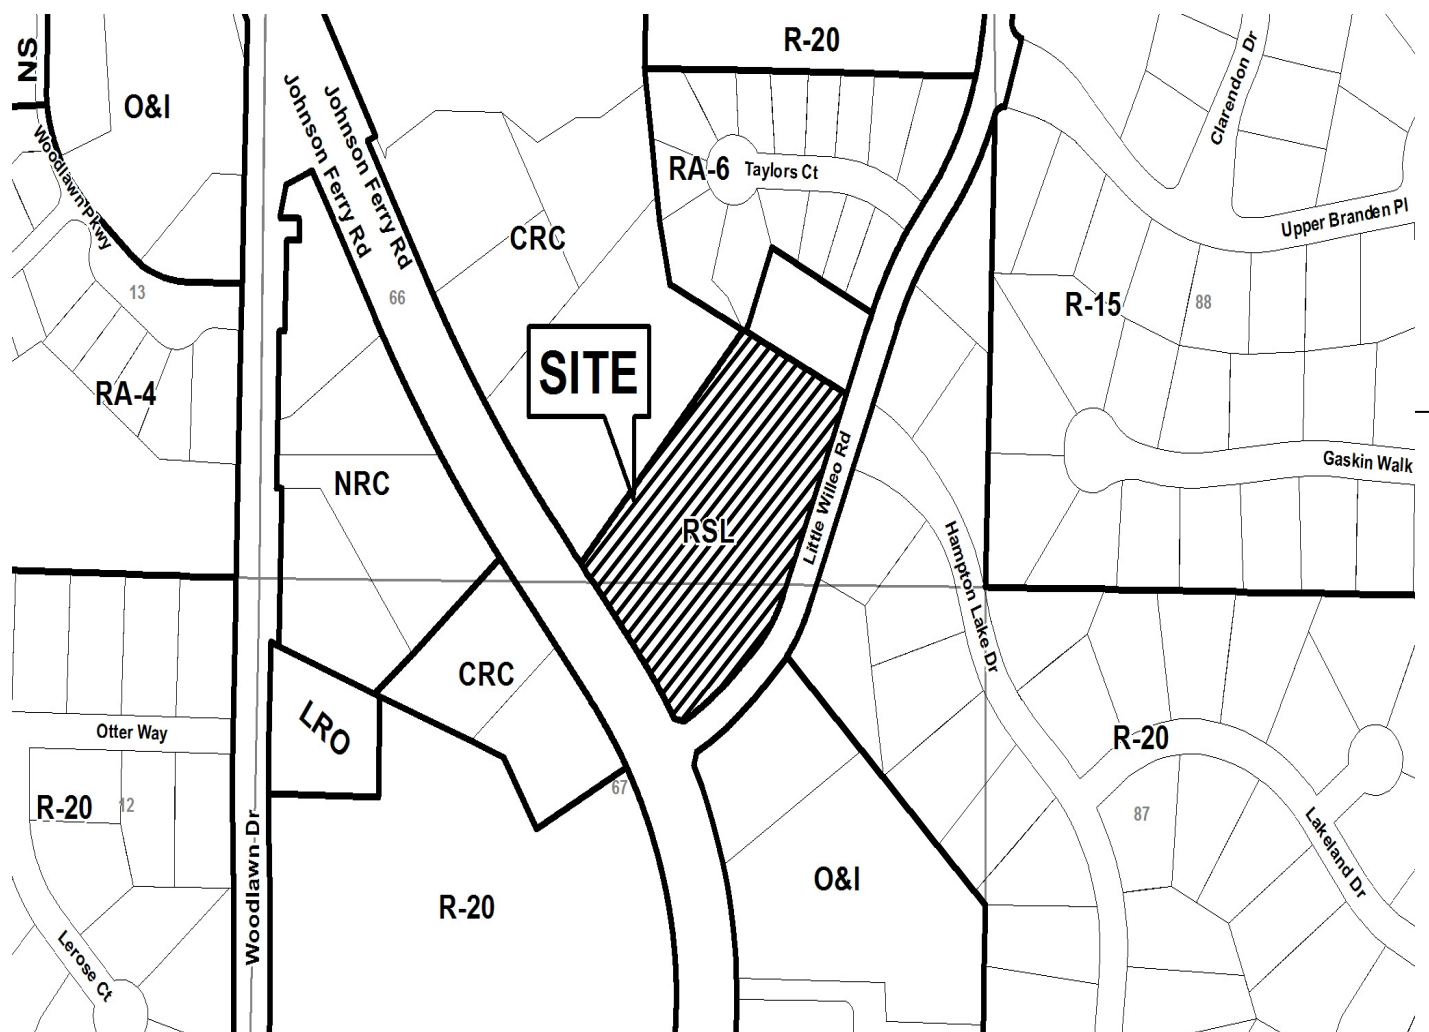 R-20
NS
O&I
Johnson Ferry Rd
Johnson Ferry Rd
Clarendon Dr
Woodlawn Pkwy
RA-6
Taylors Ct
Upper Branden Pl
CRC
13
66
R-15
88
SITE
RA-4
Gaskin Walk
NRC
Little Willeo Rd
RSL
Hampton Lake Dr
CRC
LRO
Otter Way
R-20
R-20
12
67
87
Woodlawn Dr
Lakeland Dr
O&I
R-20
Lerose Ct